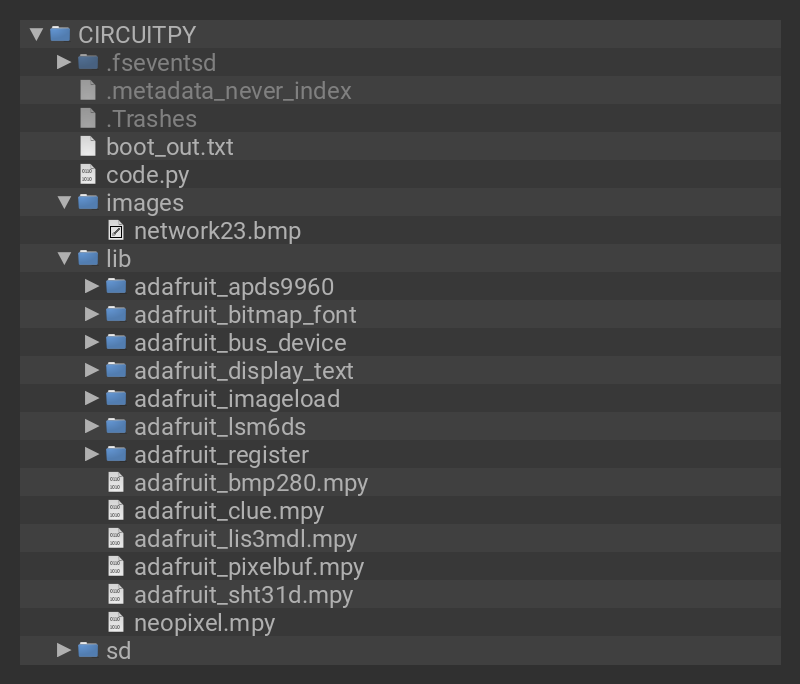 CIRCUITPY
.fseventsd
.metadata_never_index
.Trashes
boot_out.txt
code.py
images
network23.bmp
lib
adafruit_apds9960
adafruit_bitmap_font
adafruit_bus_device
adafruit_display_text
adafruit_imageload
adafruit_lsm6ds
adafruit_register
adafruit_bmp280.mpy
adafruit_clue.mpy
adafruit_lis3mdl.mpy
adafruit_pixelbuf.mpy
adafruit_sht31d.mpy
neopixel.mpy
sd